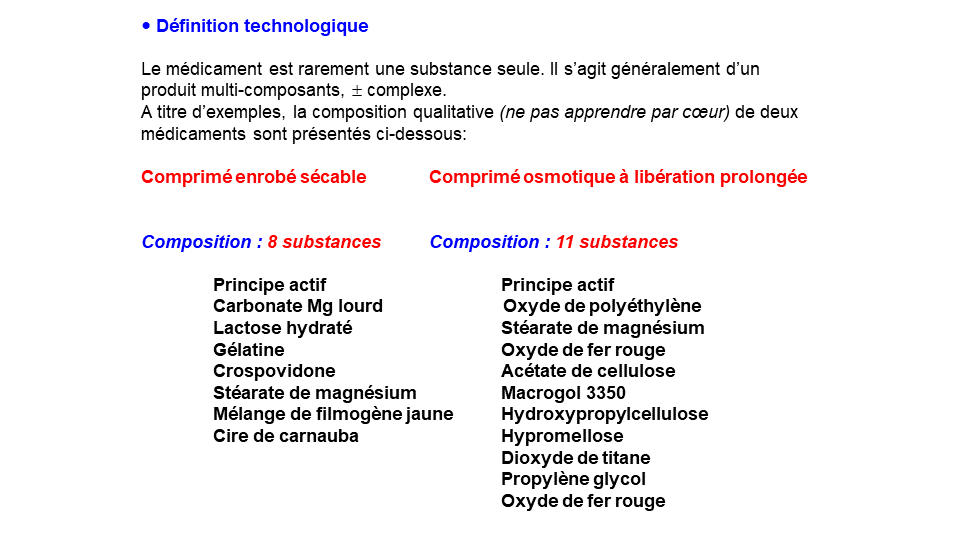 • Définition technologique
Le médicament est rarement une substance seule. Il s’agit généralement d’un
produit multi-composants, ± complexe.
A titre d’exemples, la composition qualitative (ne pas apprendre par cœur) de deux
médicaments sont présentés ci-dessous:
Comprimé enrobé sécable
Composition : 8 substances
Principe actif
Carbonate Mg lourd
Lactose hydraté
Gélatine
Crospovidone
Stéarate de magnésium
Mélange de filmogène jaune
Cire de carnauba
Comprimé osmotique à libération prolongée
Composition : 11 substances
Principe actif
Oxyde de polyéthylène
Stéarate de magnésium
Oxyde de fer rouge
Acétate de cellulose
Macrogol 3350
Hydroxypropylcellulose
Hypromellose
Dioxyde de titane
Propylène glycol
Oxyde de fer rouge